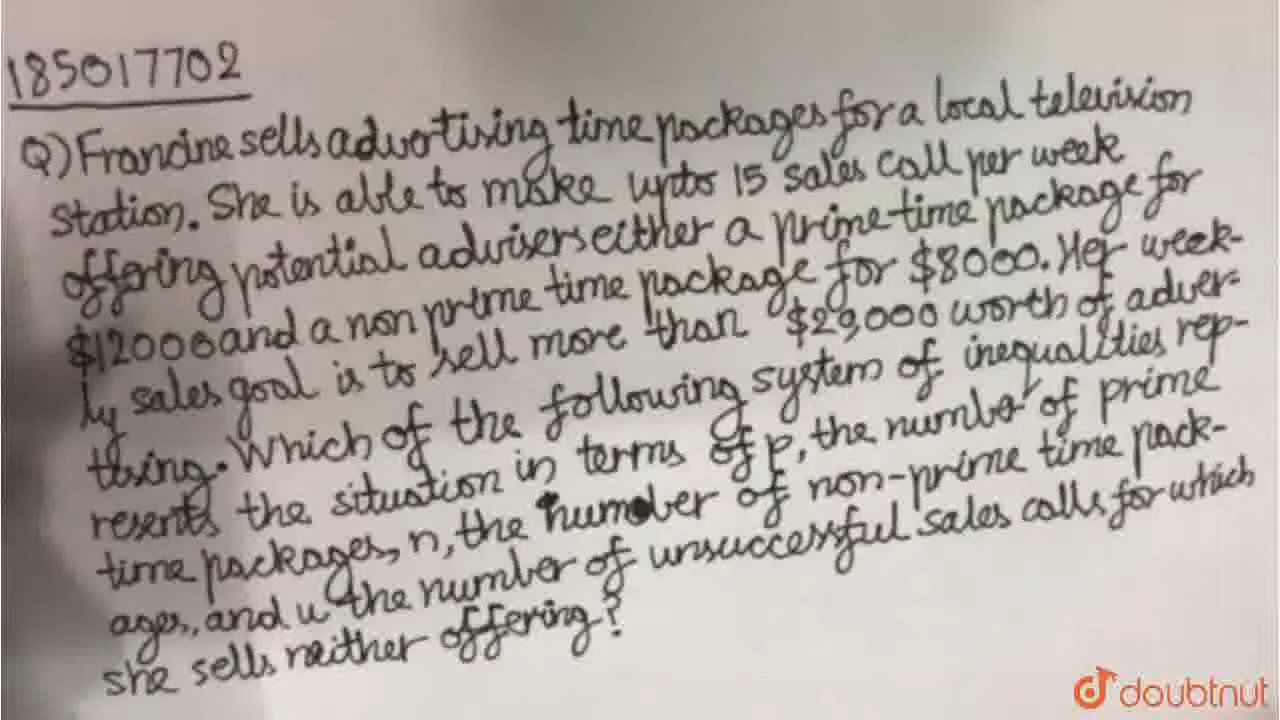 185017702
Q) Francine sells advertising time packages for a local television
station. She is able to make upto 15 sales call per week
offering potential advisers either a prime-time package for
$12000 and a non prime time package for $8000. Her week-
ly sales goal is to sell more than $29,000 worth of adver-
tising. Which of the following system of inequalities rep-
resents the situation in terms of p, the number of prime
time packages, n, the number of non-prime time pack-
ages, and u the number of unsuccessful sales calls for which
she sells neither offering?
doubtnut